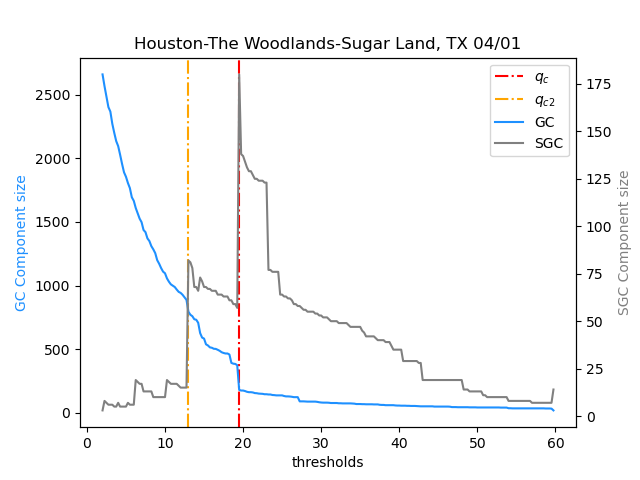 Houston-The Woodlands-Sugar Land, TX 04/01
q_c
q_c2
GC
SGC
GC Component size
SGC Component size
2500
2000
1500
1000
500
0
175
150
125
100
75
50
25
0
0 10 20 30 40 50 60
thresholds